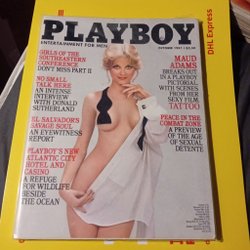 DHL Express
PLAYBOY
ENTERTAINMENT FOR MEN
OCTOBER 1981
GIRLS OF THE
SOUTHEASTERN
CONFERENCE
DON'T MISS PART II
NO SMALL
TALK HERE
AN INTENSE
INTERVIEW
WITH DONALD
SUTHERLAND
EL SALVADOR'S
SAVAGE SOUL
AN EYEWITNESS
REPORT
PLAYBOY'S NEW
ATLANTIC CITY
HOTEL AND
CASINO
A REFUGE
FOR WILDLIFE
BESIDE
THE OCEAN
MAUD
ADAMS
BREAKS OUT
IN A PLAYBOY
PICTORIAL
WITH SCENES
FROM HER
SEXY FILM
TATTOO
PEACE IN THE
COMBAT ZONE
A PREVIEW OF
THE AGE
OF SEXUAL
DETENTE